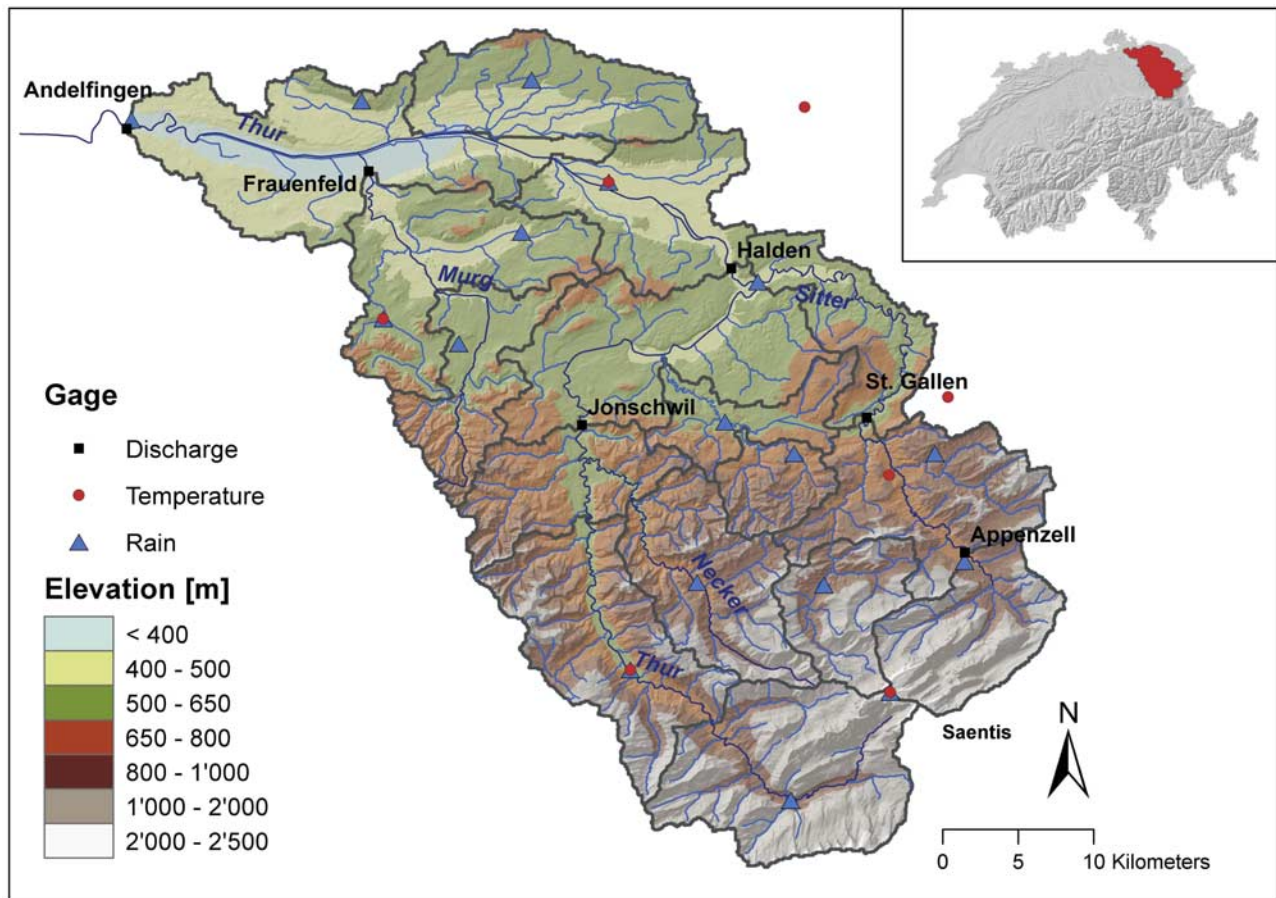 Andelfingen
Thur
Frauenfeld
Halden
Murg
Sitter
St. Gallen
Jonschwil
Appenzell
Necker
Thur
Saentis
Gage
Discharge
Temperature
Rain
Elevation [m]
< 400
400 - 500
500 - 650
650 - 800
800 - 1'000
1'000 - 2'000
2'000 - 2'500
N
0 5 10 Kilometers